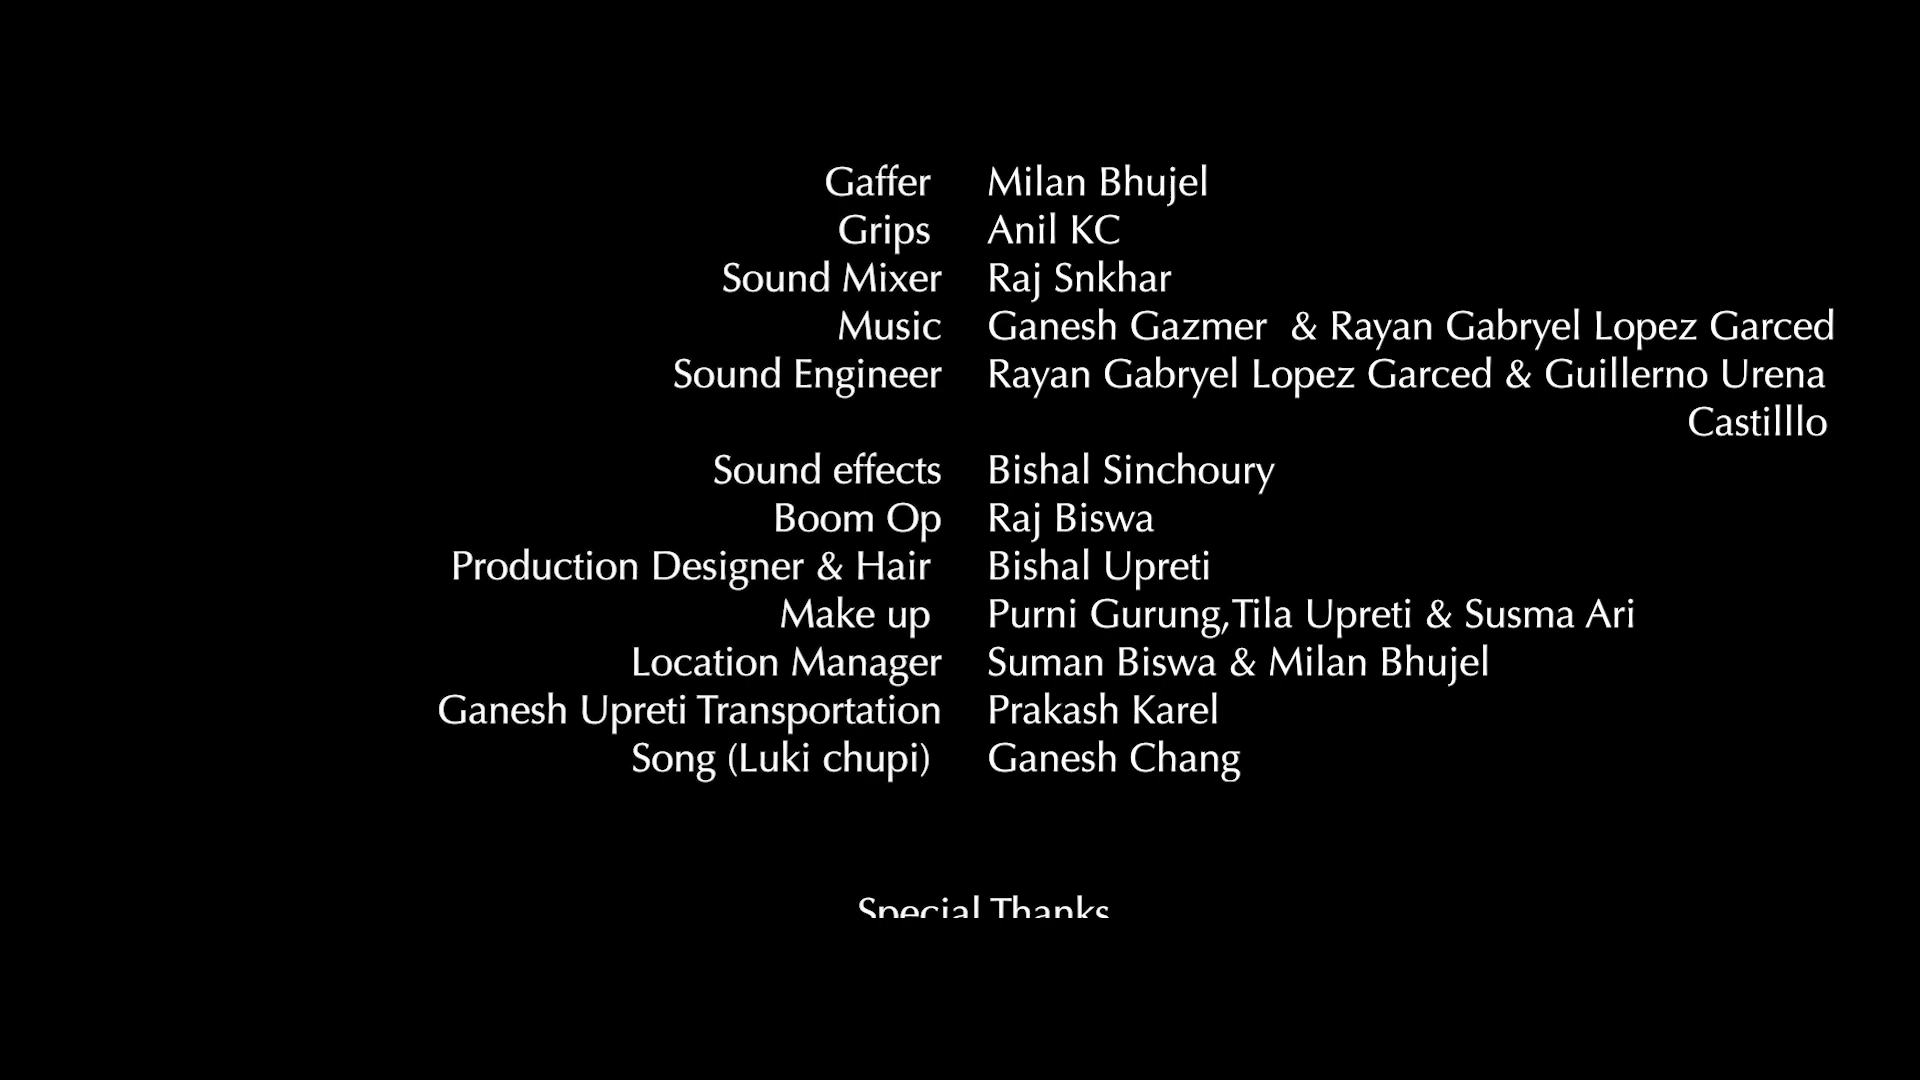 Gaffer Milan Bhujel
Grips Anil KC
Sound Mixer Raj Snkhar
Music Ganesh Gazmer & Rayan Gabryel Lopez Garced
Sound Engineer Rayan Gabryel Lopez Garced & Guillerno Urena
Castilllo
Sound effects Bishal Sinchoury
Boom Op Raj Biswa
Production Designer & Hair Bishal Upreti
Make up Purni Gurung,Tila Upreti & Susma Ari
Location Manager Suman Biswa & Milan Bhujel
Ganesh Upreti Transportation Prakash Karel
Song (Luki chupi) Ganesh Chang
Special Thanks